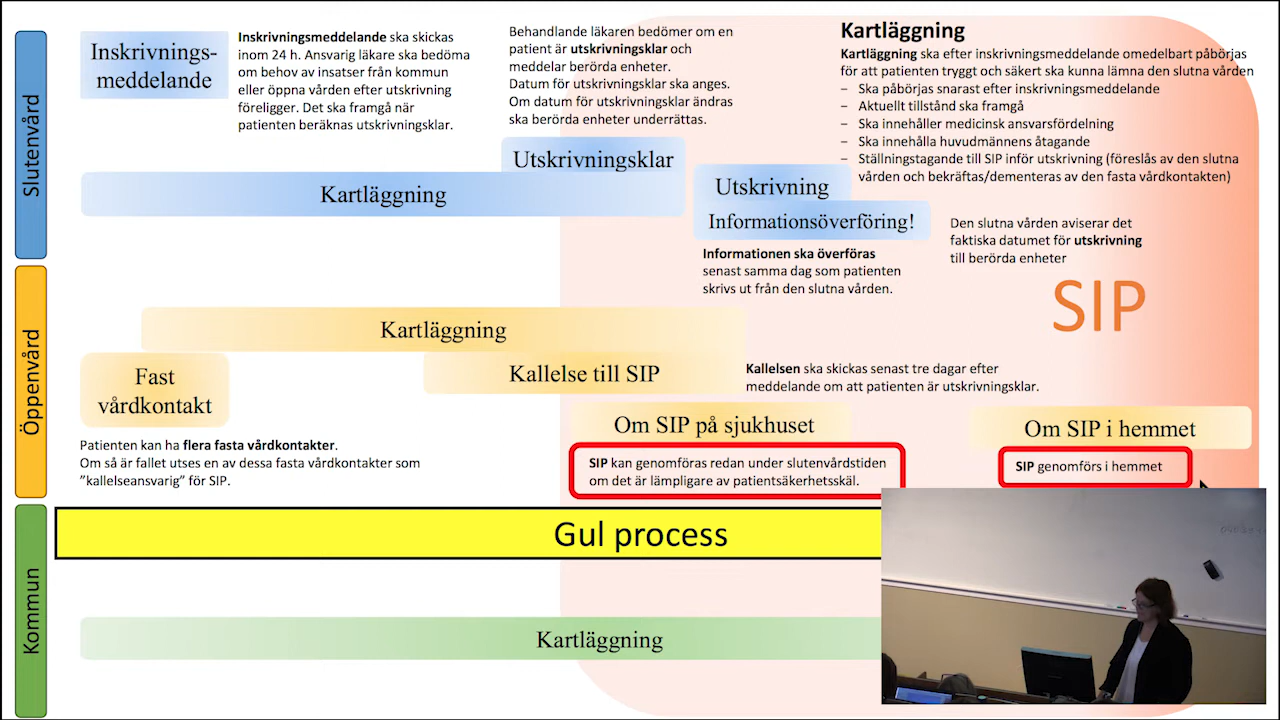 Slutenvård
Inskrivnings-
meddelande
Inskrivningsmeddelande ska skickas
inom 24 h. Ansvarig läkare ska bedöma
om behov av insatser från kommun
eller öppna vården efter utskrivning
föreligger. Det ska framgå när
patienten beräknas utskrivningsklar.
Behandlande läkaren bedömer om en
patient är utskrivningsklar och
meddelar berörda enheter.
Datum för utskrivningsklar ska anges.
Om datum för utskrivningsklar ändras
ska berörda enheter underrättas.
Kartläggning
Kartläggning ska efter inskrivningsmeddelande omedelbart påbörjas
för att patienten tryggt och säkert ska kunna lämna den slutna vården
– Ska påbörjas snarast efter inskrivningsmeddelande
– Aktuellt tillstånd ska framgå
– Ska innehåller medicinsk ansvarsfördelning
– Ska innehålla huvudmännens åtagande
– Ställningstagande till SIP inför utskrivning (föreslås av den slutna
vården och bekräftas/dementeras av den fasta vårdkontakten)
Utskrivningsklar
Kartläggning
Utskrivning
Informationsöverföring!
Informationen ska överföras
senast samma dag som patienten
skrivs ut från den slutna vården.
Den slutna vården aviserar det
faktiska datumet för utskrivning
till berörda enheter
SIP
Öppenvård
Kartläggning
Fast
vårdkontakt
Kallelse till SIP
Kallelsen ska skickas senast tre dagar efter
meddelande om att patienten är utskrivningsklar.
Patienten kan ha flera fasta vårdkontakter.
Om så är fallet utses en av dessa fasta vårdkontakter som
”kallelseansvarig” för SIP.
Om SIP på sjukhuset
SIP kan genomföras redan under slutenvårdstiden
om det är lämpligare av patientsäkerhetsskäl.
Om SIP i hemmet
SIP genomförs i hemmet
Gul process
Kommun
Kartläggning